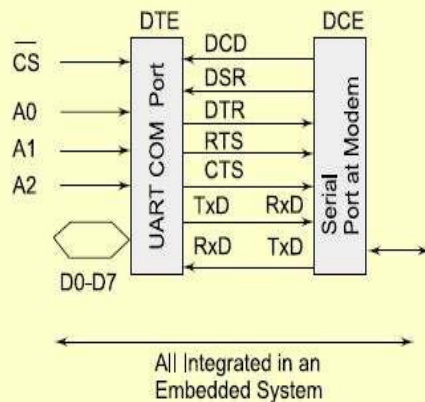 DTE
DCE
CS
A0
A1
A2
D0-D7
UART COM Port
DCD
DSR
DTR
RTS
CTS
TxD RxD
RxD TxD
Serial
Port at Modem
All Integrated in an
Embedded System